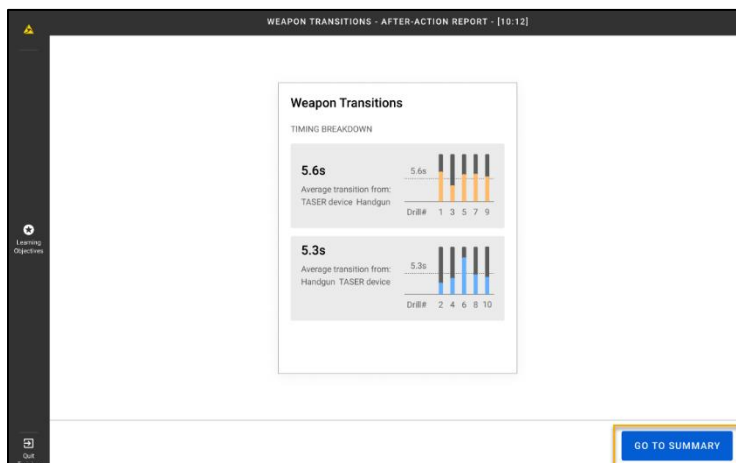 WEAPON TRANSITIONS - AFTER-ACTION REPORT - [10:12]
Weapon Transitions
TIMING BREAKDOWN
5.6s
Average transition from:
TASER device Handgun
5.6s
Drill# 1 3 5 7 9
5.3s
Average transition from:
Handgun TASER device
5.3s
Drill# 2 4 6 8 10
Learning
Objectives
Quit
GO TO SUMMARY